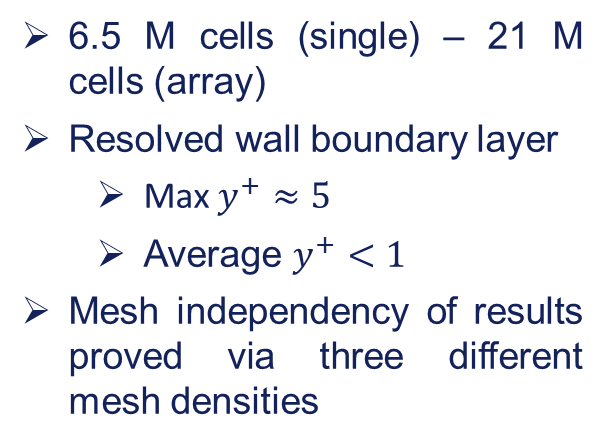 ➢ 6.5 M cells (single) – 21 M
cells (array)
➢ Resolved wall boundary layer
➢ Max y⁺ ≈ 5
➢ Average y⁺ < 1
➢ Mesh independency of results
proved via three different
mesh densities